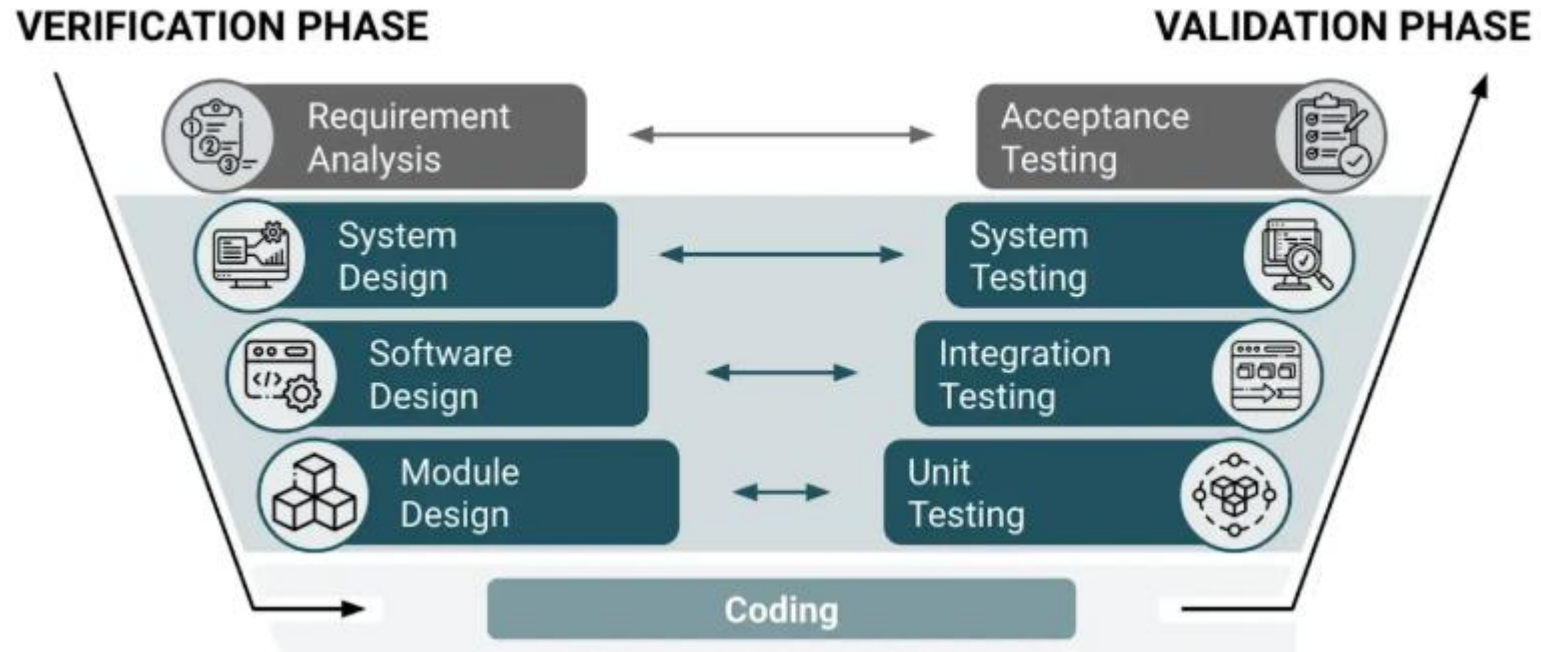 VERIFICATION PHASE
VALIDATION PHASE
Requirement
Analysis
Acceptance
Testing
System
Design
System
Testing
Software
Design
Integration
Testing
Module
Design
Unit
Testing
Coding